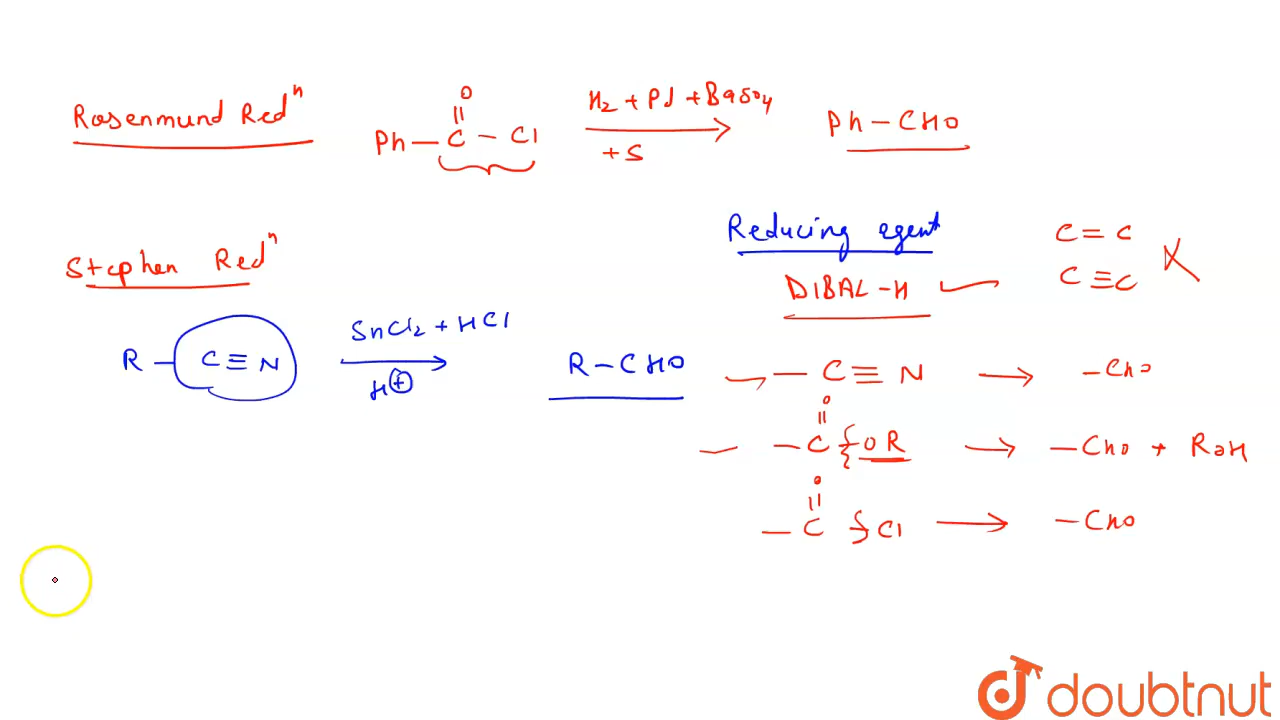 Rosenmund Redⁿ
O
||
Ph — C — Cl
H2 + Pd + BaSO4
+ S
Ph — CHO
Stephen Redⁿ
R — C ≡ N
SnCl2 + HCl
H⊕
R — CHO
Reducing agent
DIBAL - H
C = C
C ≡ C
— C ≡ N → — CHO
O
||
— C — OR → — CHO + ROH
O
||
— C — Cl → — CHO
doubtnut